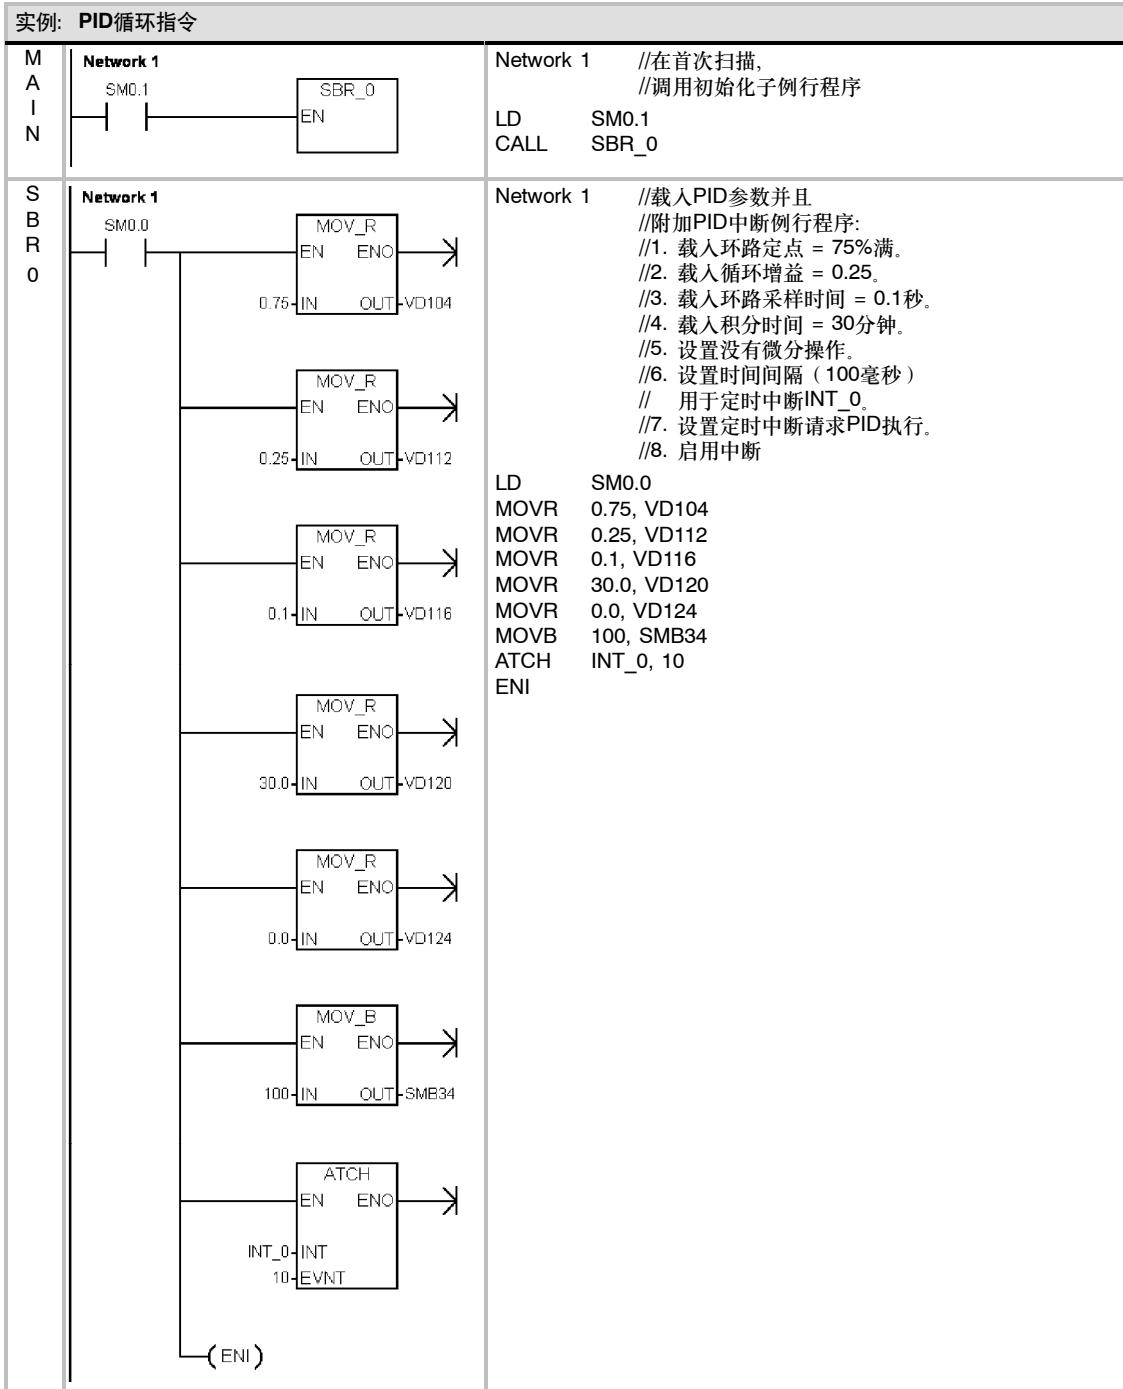 实例: PID循环指令
M
A
I
N
Network 1
SM0.1
SBR_0
EN
Network 1 //在首次扫描,
//调用初始化子例行程序
LD SM0.1
CALL SBR_0
S
B
R
0
Network 1
SM0.0
MOV_R
EN ENO
0.75 IN OUT VD104
MOV_R
EN ENO
0.25 IN OUT VD112
MOV_R
EN ENO
0.1 IN OUT VD116
MOV_R
EN ENO
30.0 IN OUT VD120
MOV_R
EN ENO
0.0 IN OUT VD124
MOV_B
EN ENO
100 IN OUT SMB34
ATCH
EN ENO
INT_0 INT
10 EVNT
( ENI )
Network 1 //载入PID参数并且
//附加PID中断例行程序:
//1. 载入环路定点 = 75%满。
//2. 载入循环增益 = 0.25。
//3. 载入环路采样时间 = 0.1秒。
//4. 载入积分时间 = 30分钟。
//5. 设置没有微分操作。
//6. 设置时间间隔（100毫秒）
// 用于定时中断INT_0。
//7. 设置定时中断请求PID执行。
//8. 启用中断
LD SM0.0
MOVR 0.75, VD104
MOVR 0.25, VD112
MOVR 0.1, VD116
MOVR 30.0, VD120
MOVR 0.0, VD124
MOVB 100, SMB34
ATCH INT_0, 10
ENI